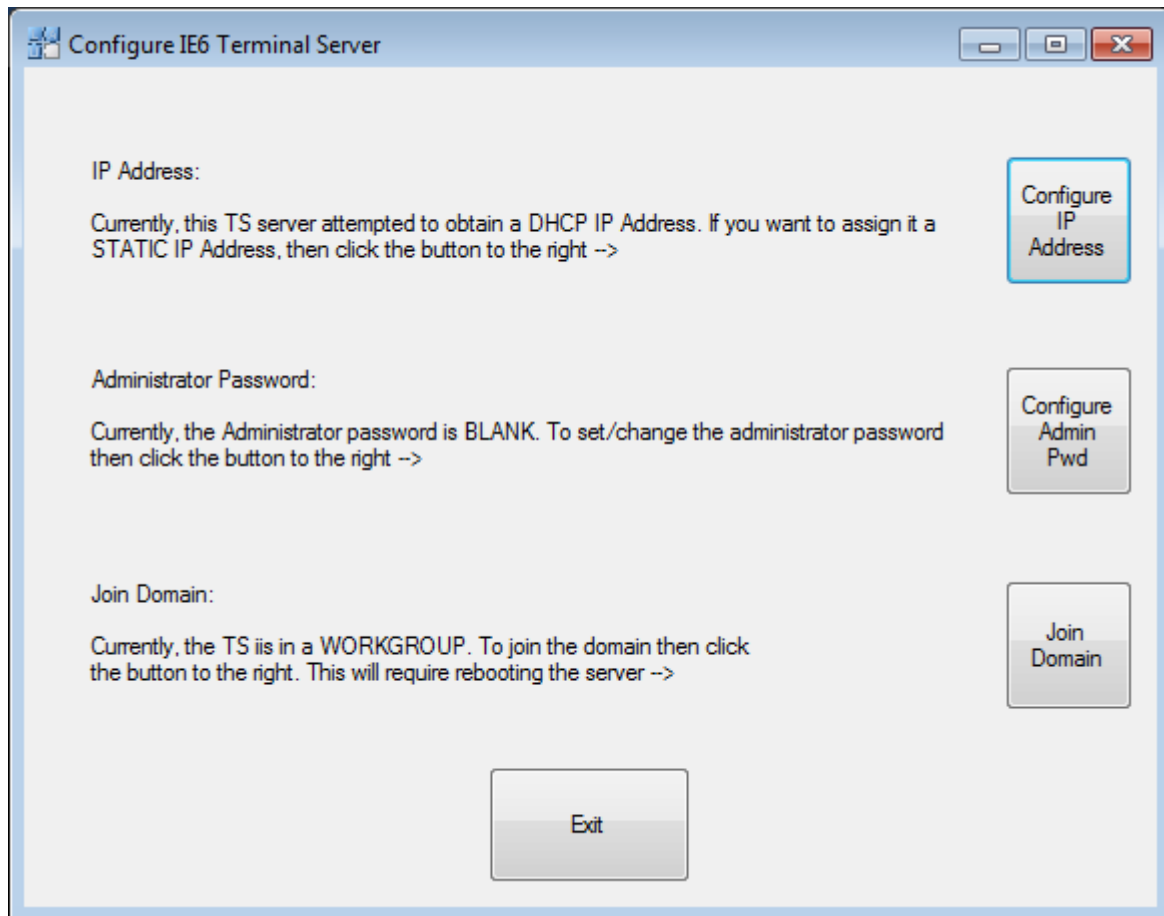 Configure IE6 Terminal Server
IP Address:
Currently, this TS server attempted to obtain a DHCP IP Address. If you want to assign it a
STATIC IP Address, then click the button to the right -->
Configure
IP
Address
Administrator Password:
Currently, the Administrator password is BLANK. To set/change the administrator password
then click the button to the right -->
Configure
Admin
Pwd
Join Domain:
Currently, the TS iis in a WORKGROUP. To join the domain then click
the button to the right. This will require rebooting the server -->
Join
Domain
Exit